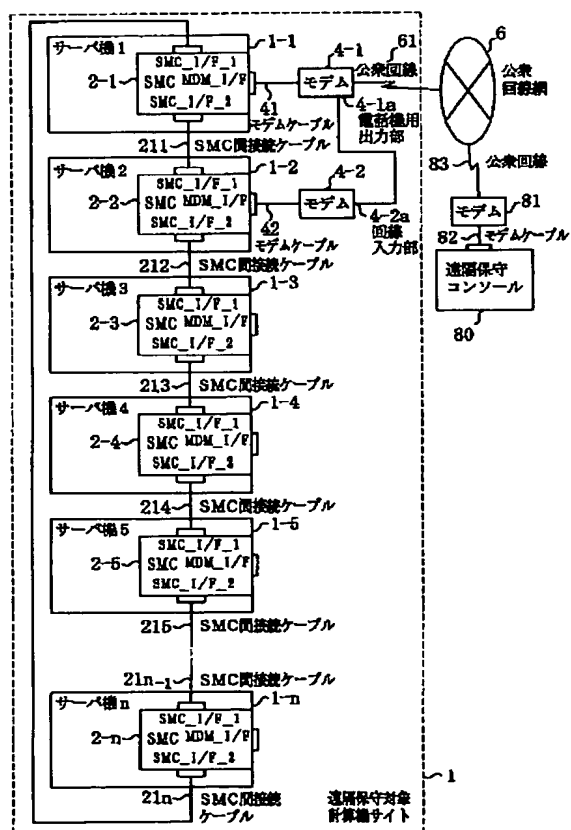 サーバ機1
1-1
SMC_I/F_1
2-1
SMC MDM_I/F
SMC_I/F_2
41
モデムケーブル
4-1
モデム
公衆回線
61
4-1a
電話機用
出力部
6
公衆
回線網
211
SMC間接続ケーブル
サーバ機2
1-2
SMC_I/F_1
2-2
SMC MDM_I/F
SMC_I/F_2
42
モデムケーブル
4-2
モデム
4-2a
回線
入力部
83
公衆回線
モデム
81
82
モデムケーブル
遠隔保守
コンソール
80
212
SMC間接続ケーブル
サーバ機3
1-3
SMC_I/F_1
2-3
SMC MDM_I/F
SMC_I/F_2
213
SMC間接続ケーブル
サーバ機4
1-4
SMC_I/F_1
2-4
SMC MDM_I/F
SMC_I/F_2
214
SMC間接続ケーブル
サーバ機5
1-5
SMC_I/F_1
2-5
SMC MDM_I/F
SMC_I/F_2
215
SMC間接続ケーブル
21n-1
SMC間接続ケーブル
サーバ機n
1-n
SMC_I/F_1
2-n
SMC MDM_I/F
SMC_I/F_2
21n
SMC間接続
ケーブル
遠隔保守対象
計算機サイト
1